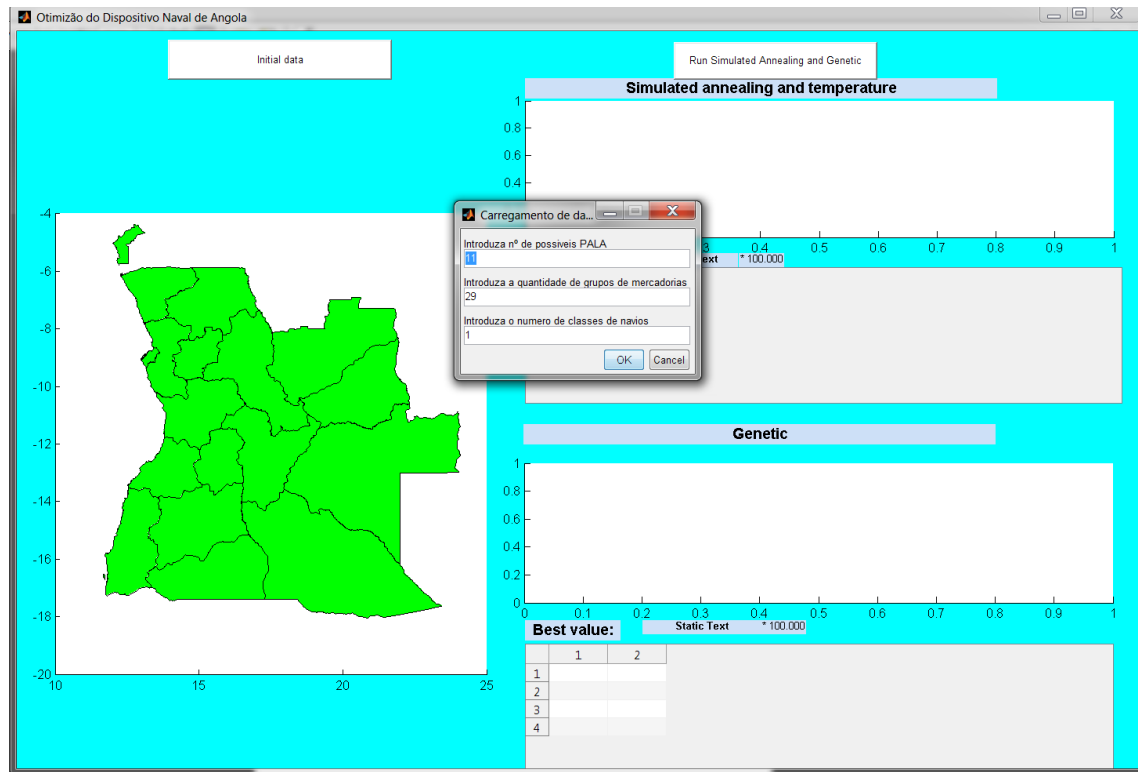 Otimizão do Dispositivo Naval de Angola
Initial data
Run Simulated Annealing and Genetic
Simulated annealing and temperature
1
0.8
0.6
0.4
3 0.4 0.5 0.6 0.7 0.8 0.9 1
ext * 100.000
Carregamento de da...
Introduza nº de possiveis PALA
11
Introduza a quantidade de grupos de mercadorias
29
Introduza o numero de classes de navios
1
OK Cancel
-4
-6
-8
-10
-12
-14
-16
-18
-20
10 15 20 25
Genetic
1
0.8
0.6
0.4
0.2
0
0 0.1 0.2 0.3 0.4 0.5 0.6 0.7 0.8 0.9 1
Best value: Static Text * 100.000
1 2
1
2
3
4